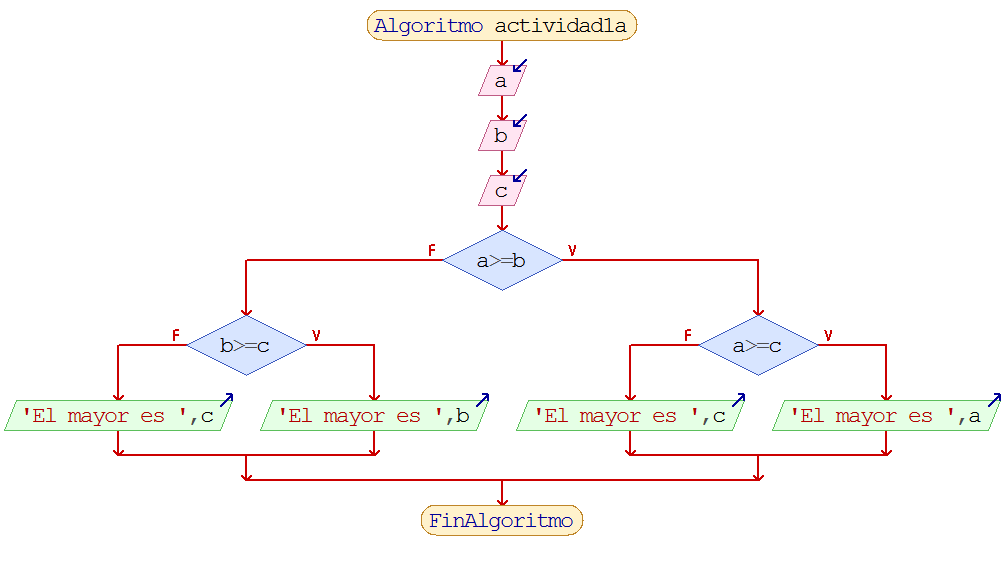 Algoritmo actividad1a
a
b
c
F
a>=b
V
F
b>=c
V
F
a>=c
V
'El mayor es ',c
'El mayor es ',b
'El mayor es ',c
'El mayor es ',a
FinAlgoritmo